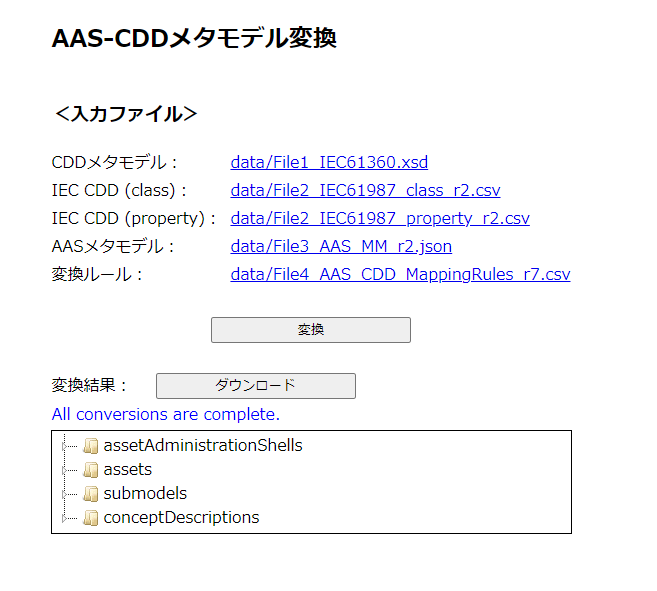 AAS-CDDメタモデル変換
＜入力ファイル＞
CDDメタモデル： data/File1_IEC61360.xsd
IEC CDD (class)： data/File2_IEC61987_class_r2.csv
IEC CDD (property)： data/File2_IEC61987_property_r2.csv
AASメタモデル： data/File3_AAS_MM_r2.json
変換ルール： data/File4_AAS_CDD_MappingRules_r7.csv
変換
変換結果： ダウンロード
All conversions are complete.
assetAdministrationShells
assets
submodels
conceptDescriptions